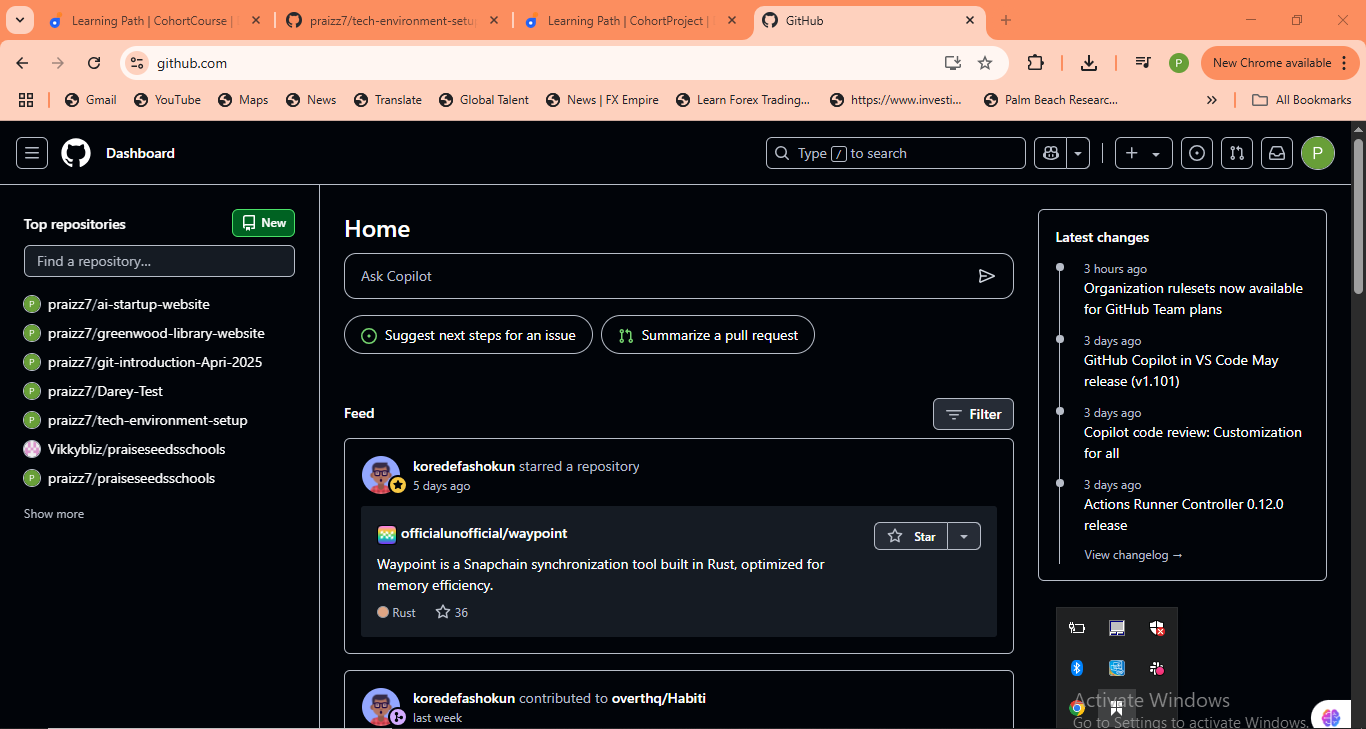 Learning Path | CohortCourse |
praizz7/tech-environment-setu
Learning Path | CohortProject |
GitHub
github.com
P
New Chrome available
Gmail
YouTube
Maps
News
Translate
Global Talent
News | FX Empire
Learn Forex Trading...
https://www.investi...
Palm Beach Researc...
»
All Bookmarks
Dashboard
Type / to search
P
Top repositories
New
Find a repository...
P praizz7/ai-startup-website
P praizz7/greenwood-library-website
P praizz7/git-introduction-Apri-2025
P praizz7/Darey-Test
P praizz7/tech-environment-setup
Vikkybliz/praiseseedsschools
P praizz7/praiseseedsschools
Show more
Home
Ask Copilot
Suggest next steps for an issue
Summarize a pull request
Feed
Filter
koredefashokun starred a repository
5 days ago
officialunofficial/waypoint
Star
Waypoint is a Snapchain synchronization tool built in Rust, optimized for
memory efficiency.
Rust
36
koredefashokun contributed to overthq/Habiti
last week
Latest changes
3 hours ago
Organization rulesets now available
for GitHub Team plans
3 days ago
GitHub Copilot in VS Code May
release (v1.101)
3 days ago
Copilot code review: Customization
for all
3 days ago
Actions Runner Controller 0.12.0
release
View changelog →
Activate Windows
Go to Settings to activate Windows.